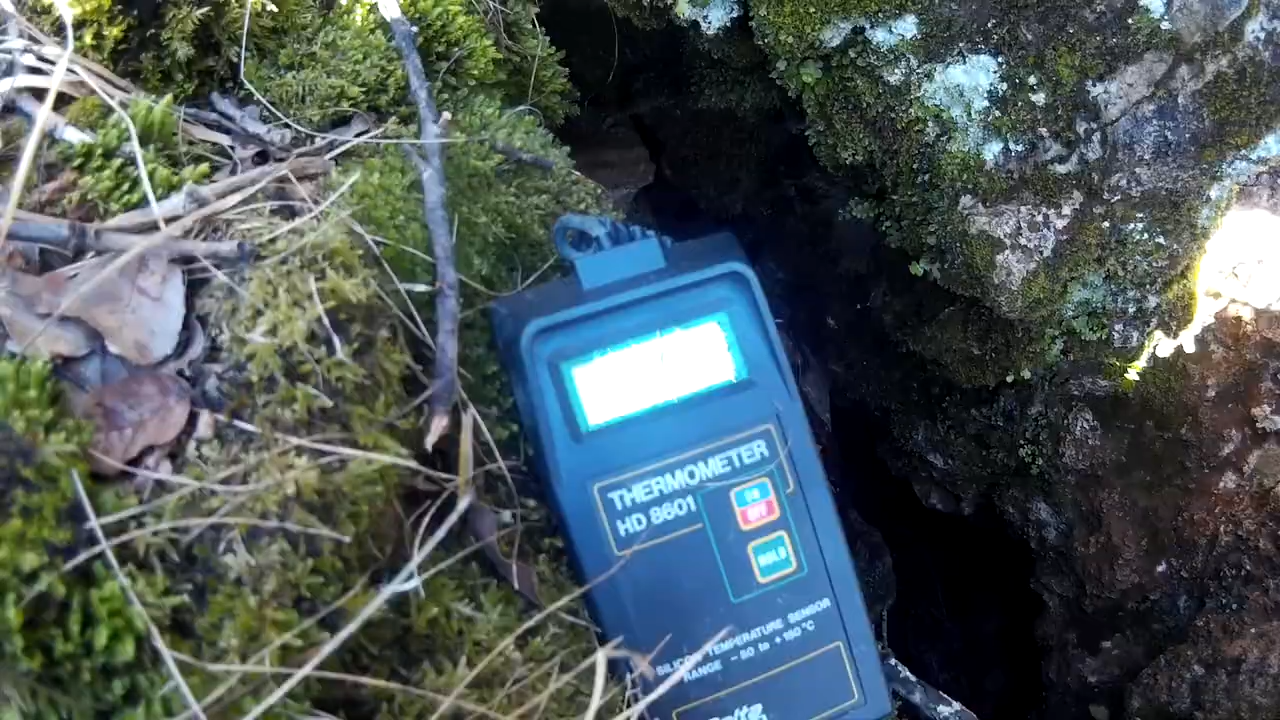 THERMOMETER
HD 8601
ON
OFF
HOLD
SILICON TEMPERATURE SENSOR
RANGE -50 to +150 °C